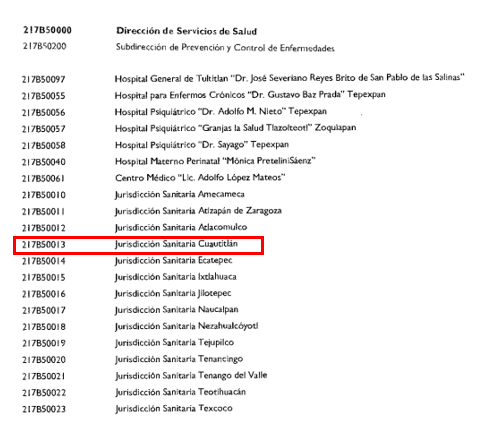 217B50000 Dirección de Servicios de Salud
217B50200 Subdirección de Prevención y Control de Enfermedades
217B50097 Hospital General de Tultitlan "Dr. José Severiano Reyes Brito de San Pablo de las Salinas"
217B50055 Hospital para Enfermos Crónicos "Dr. Gustavo Baz Prada" Tepexpan
217B50056 Hospital Psiquiátrico "Dr. Adolfo M. Nieto" Tepexpan
217B50057 Hospital Psiquiátrico "Granjas la Salud Tlazolteotl" Zoquiapan
217B50058 Hospital Psiquiátrico "Dr. Sayago" Tepexpan
217B50040 Hospital Materno Perinatal "Mónica PreteliniSáenz"
217B50061 Centro Médico "Lic. Adolfo López Mateos"
217B50010 Jurisdicción Sanitaria Amecameca
217B50011 Jurisdicción Sanitaria Atizapán de Zaragoza
217B50012 Jurisdicción Sanitaria Atlacomulco
217B50013 Jurisdicción Sanitaria Cuautitlán
217B50014 Jurisdicción Sanitaria Ecatepec
217B50015 Jurisdicción Sanitaria Ixtlahuaca
217B50016 Jurisdicción Sanitaria Jilotepec
217B50017 Jurisdicción Sanitaria Naucalpan
217B50018 Jurisdicción Sanitaria Nezahualcóyotl
217B50019 Jurisdicción Sanitaria Tejupilco
217B50020 Jurisdicción Sanitaria Tenancingo
217B50021 Jurisdicción Sanitaria Tenango del Valle
217B50022 Jurisdicción Sanitaria Teotihuacán
217B50023 Jurisdicción Sanitaria Texcoco